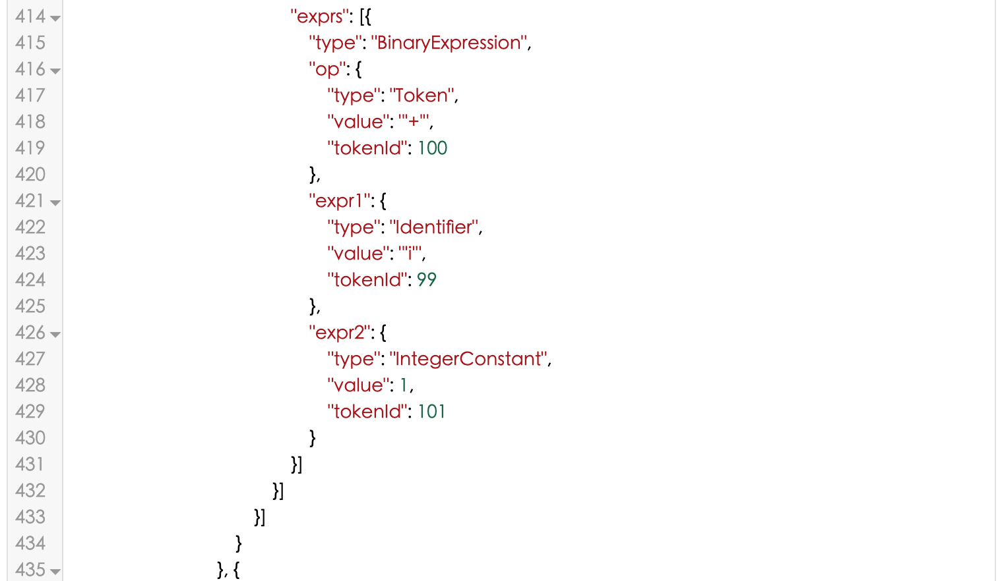 414 "exprs": [{
415 "type": "BinaryExpression",
416 "op": {
417 "type": "Token",
418 "value": "'+'",
419 "tokenId": 100
420 },
421 "expr1": {
422 "type": "Identifier",
423 "value": "'i'",
424 "tokenId": 99
425 },
426 "expr2": {
427 "type": "IntegerConstant",
428 "value": 1,
429 "tokenId": 101
430 }
431 }]
432 }]
433 }]
434 }
435 }, {